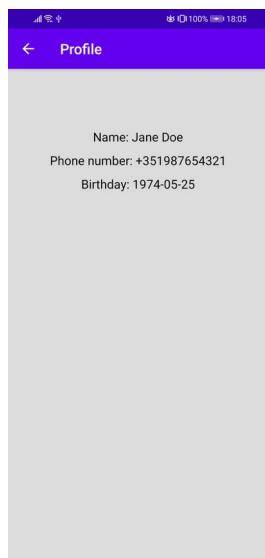 100% 18:05
Profile
Name: Jane Doe
Phone number: +351987654321
Birthday: 1974-05-25